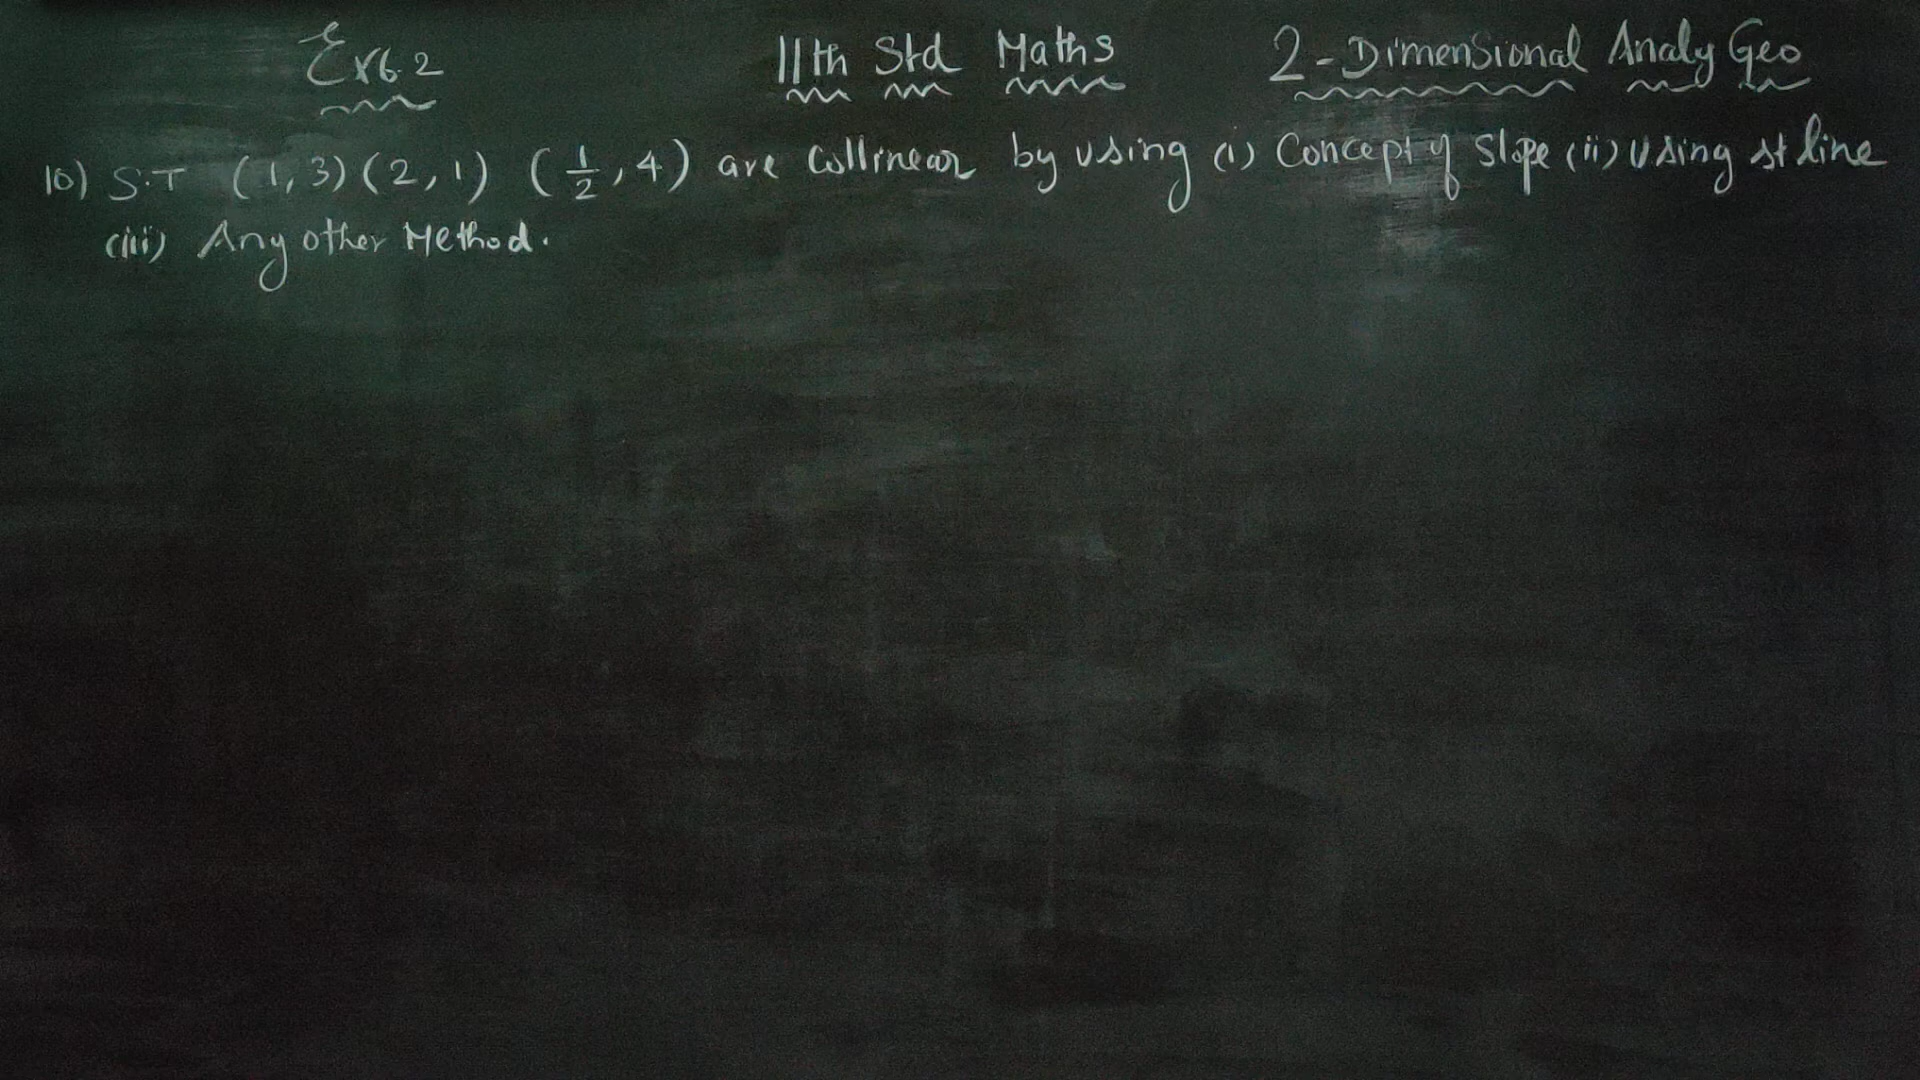 Ex 6.2 11th Std Maths 2-Dimensional Analy Geo
10) S.T (1,3) (2,1) (1/2, 4) are Collinear by using (i) Concept of Slope (ii) Using st line
(iii) Any other Method.